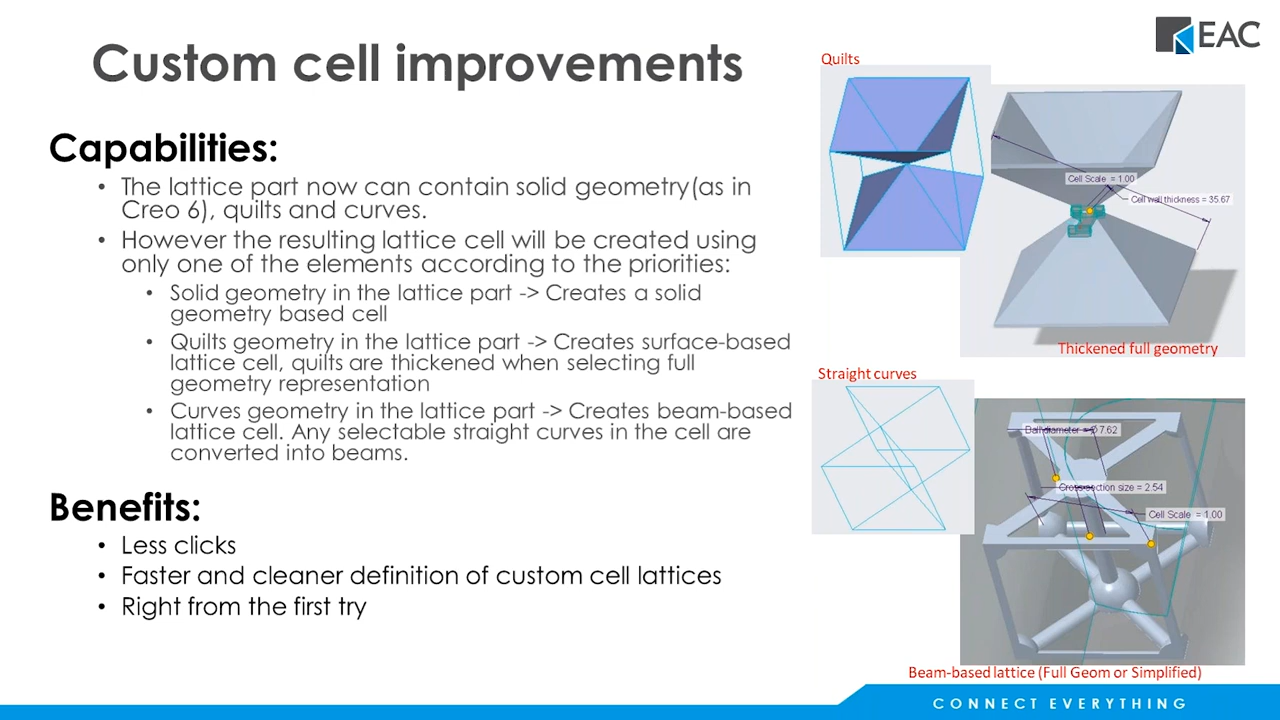 Custom cell improvements
EAC
Capabilities:
• The lattice part now can contain solid geometry(as in
Creo 6), quilts and curves.
• However the resulting lattice cell will be created using
only one of the elements according to the priorities:
• Solid geometry in the lattice part -> Creates a solid
geometry based cell
• Quilts geometry in the lattice part -> Creates surface-based
lattice cell, quilts are thickened when selecting full
geometry representation
• Curves geometry in the lattice part -> Creates beam-based
lattice cell. Any selectable straight curves in the cell are
converted into beams.
Benefits:
• Less clicks
• Faster and cleaner definition of custom cell lattices
• Right from the first try
Quilts
Cell Scale = 1.00
Cell wall thickness = 35.67
Thickened full geometry
Straight curves
Ball diameter = Ø 7.62
Cross-section size = 2.54
Cell Scale = 1.00
Beam-based lattice (Full Geom or Simplified)
CONNECT EVERYTHING